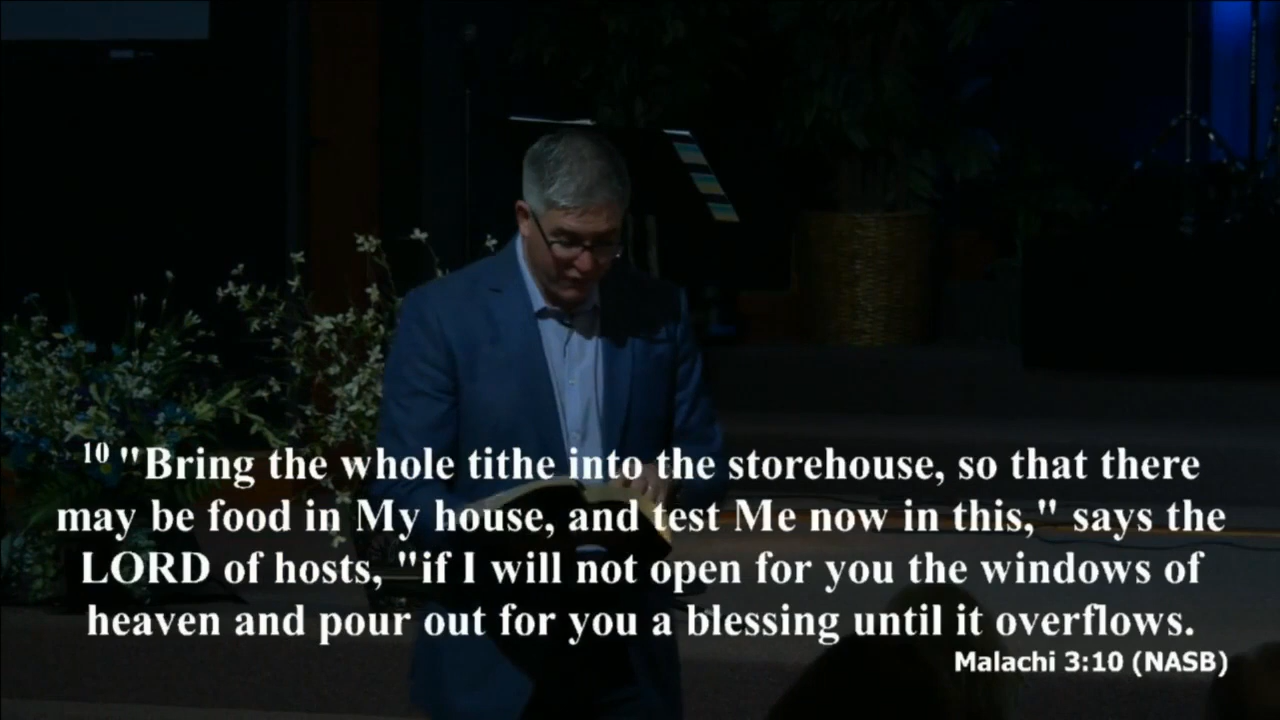 10 "Bring the whole tithe into the storehouse, so that there
may be food in My house, and test Me now in this," says the
LORD of hosts, "if I will not open for you the windows of
heaven and pour out for you a blessing until it overflows.
Malachi 3:10 (NASB)